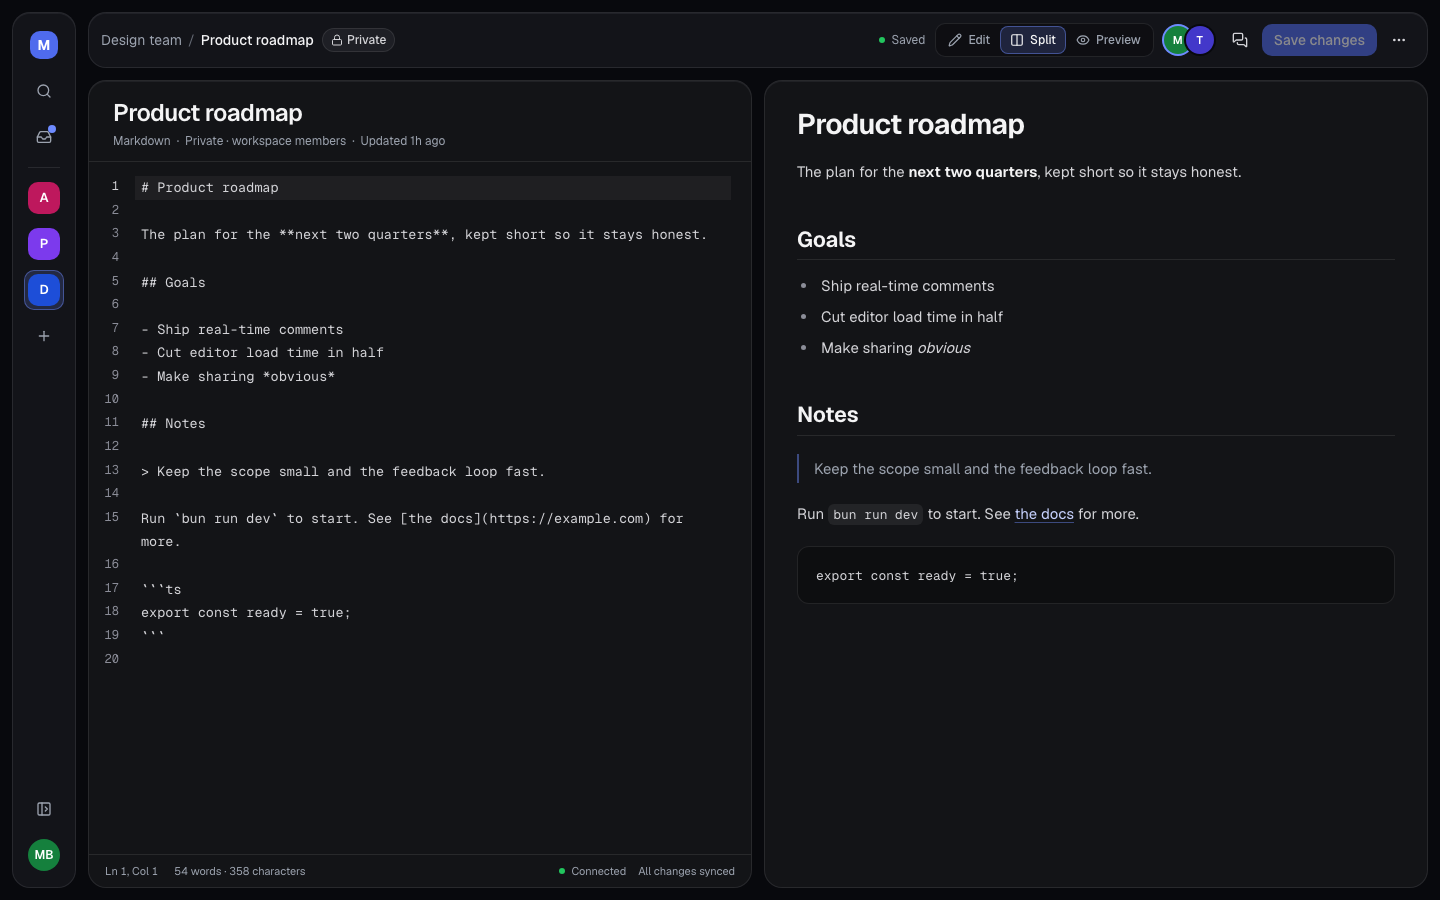 M
A
P
D
MB
Design team / Product roadmap Private
Saved Edit Split Preview M T Save changes
Product roadmap
Markdown · Private · workspace members · Updated 1h ago
1 # Product roadmap
2
3 The plan for the **next two quarters**, kept short so it stays honest.
4
5 ## Goals
6
7 - Ship real-time comments
8 - Cut editor load time in half
9 - Make sharing *obvious*
10
11 ## Notes
12
13 > Keep the scope small and the feedback loop fast.
14
15 Run `bun run dev` to start. See [the docs](https://example.com) for
more.
16
17 ```ts
18 export const ready = true;
19 ```
20
Ln 1, Col 1 54 words · 358 characters Connected All changes synced
Product roadmap
The plan for the next two quarters, kept short so it stays honest.
Goals
• Ship real-time comments
• Cut editor load time in half
• Make sharing obvious
Notes
Keep the scope small and the feedback loop fast.
Run bun run dev to start. See the docs for more.
export const ready = true;